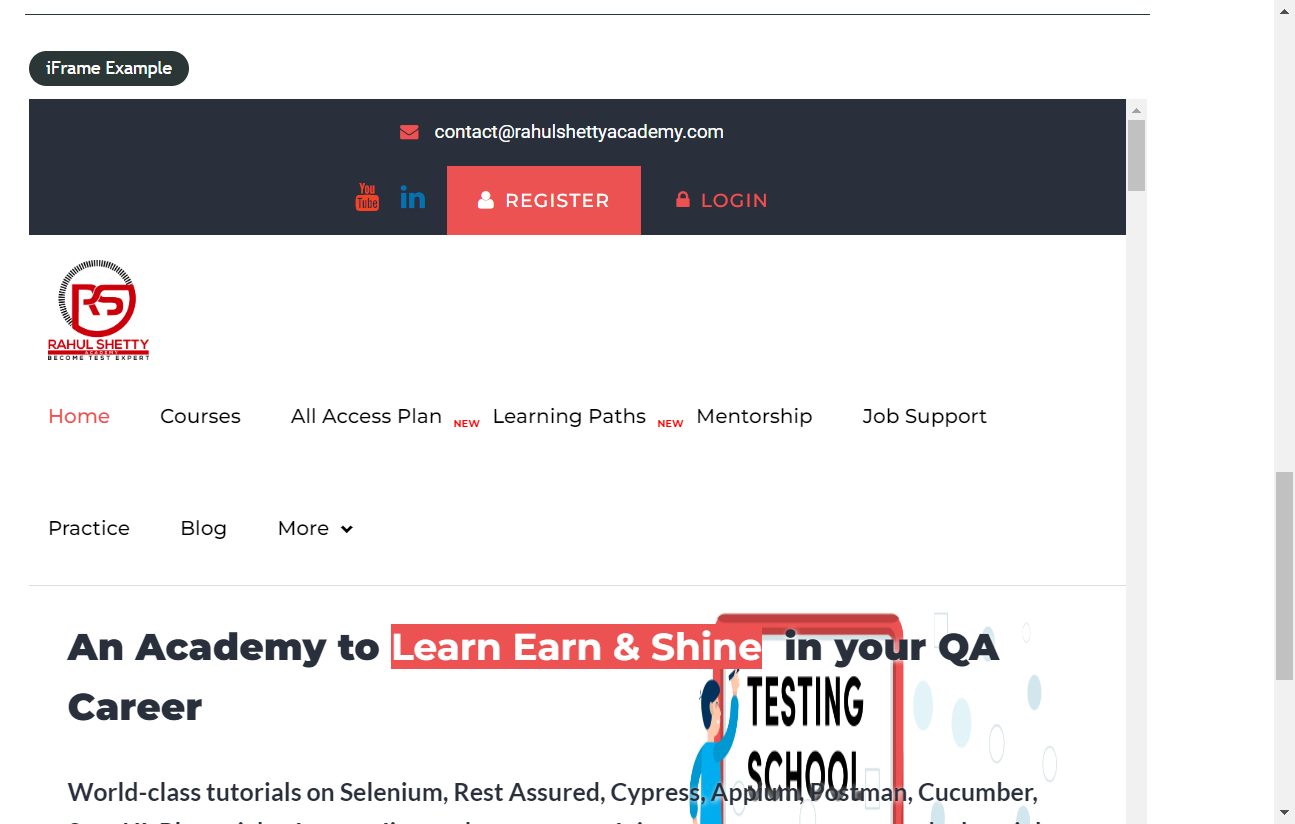 iFrame Example
contact@rahulshettyacademy.com
You
Tube
in
REGISTER
LOGIN
RS
RAHUL SHETTY
ACADEMY
BECOME TEST EXPERT
Home Courses All Access Plan NEW Learning Paths NEW Mentorship Job Support
Practice Blog More
An Academy to Learn Earn & Shine in your QA
Career
TESTING
SCHOOL
World-class tutorials on Selenium, Rest Assured, Cypress, Appium, Postman, Cucumber,